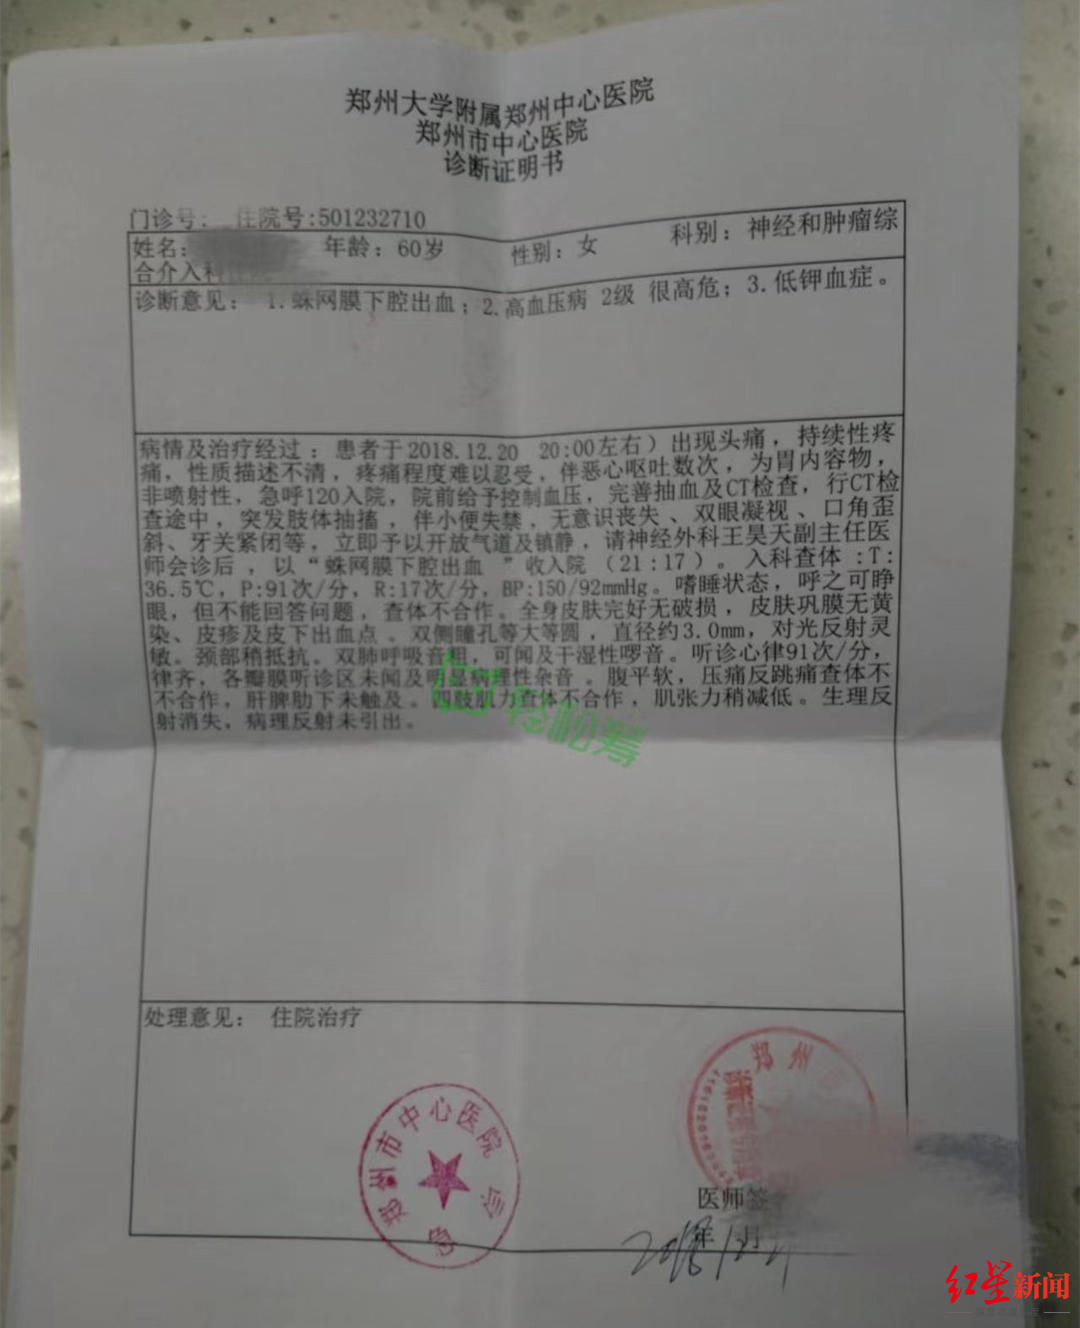 郑州大学附属郑州中心医院
郑州市中心医院
诊断证明书
门诊号: 住院号:501232710
姓名: 年龄:60岁 性别:女 科别:神经和肿瘤综
合介入科
诊断意见: 1.蛛网膜下腔出血;2.高血压病 2级 很高危;3.低钾血症。
病情及治疗经过:患者于2018.12.20 20:00左右)出现头痛,持续性疼
痛,性质描述不清,疼痛程度难以忍受,伴恶心呕吐数次,为胃内容物,
非喷射性,急呼120入院,院前给予控制血压,完善抽血及CT检查,行CT检
查途中,突发肢体抽搐,伴小便失禁,无意识丧失、双眼凝视、口角歪
斜、牙关紧闭等,立即予以开放气道及镇静,请神经外科王昊天副主任医
师会诊后,以“蛛网膜下腔出血 ”收入院(21:17)。入科查体:T:
36.5℃,P:91次/分,R:17次/分,BP:150/92mmHg。嗜睡状态,呼之可睁
眼,但不能回答问题,查体不合作。全身皮肤完好无破损,皮肤巩膜无黄
染、皮疹及皮下出血点。双侧瞳孔等大等圆,直径约3.0mm,对光反射灵
敏。颈部稍抵抗。双肺呼吸音粗,可闻及干湿性啰音。听诊心律91次/分,
律齐,各瓣膜听诊区未闻及明显病理性杂音。腹平软,压痛反跳痛查体不
不合作,肝脾肋下未触及。四肢肌力查体不合作,肌张力稍减低。生理反
射消失,病理反射未引出。
轻松筹
处理意见: 住院治疗
郑州市中心医院
郑州市
医师签
年 月
红星新闻